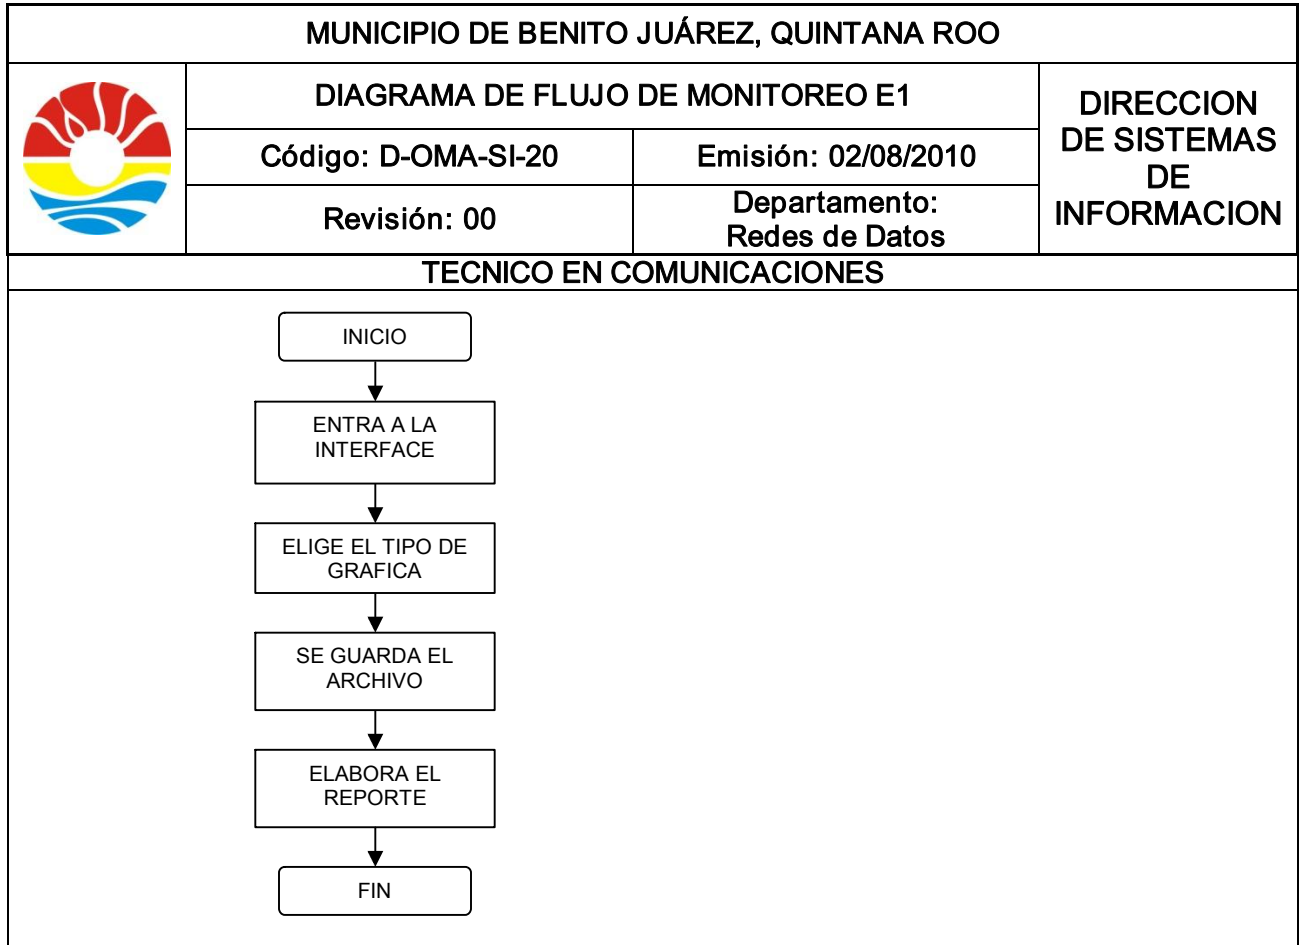 MUNICIPIO DE BENITO JUÁREZ, QUINTANA ROO
DIAGRAMA DE FLUJO DE MONITOREO E1
DIRECCION
DE SISTEMAS
DE
INFORMACION
Código: D-OMA-SI-20
Emisión: 02/08/2010
Revisión: 00
Departamento:
Redes de Datos
TECNICO EN COMUNICACIONES
INICIO
ENTRA A LA
INTERFACE
ELIGE EL TIPO DE
GRAFICA
SE GUARDA EL
ARCHIVO
ELABORA EL
REPORTE
FIN